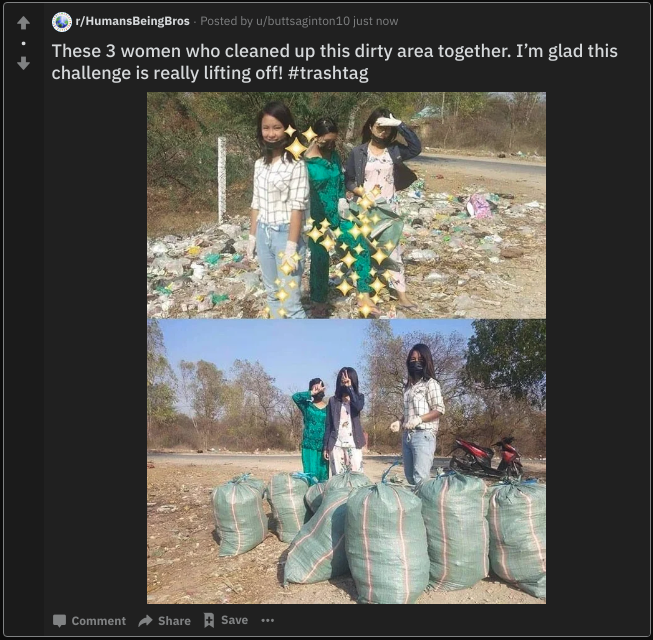 r/HumansBeingBros · Posted by u/buttsaginton10 just now
These 3 women who cleaned up this dirty area together. I’m glad this
challenge is really lifting off! #trashtag
Comment Share Save ···